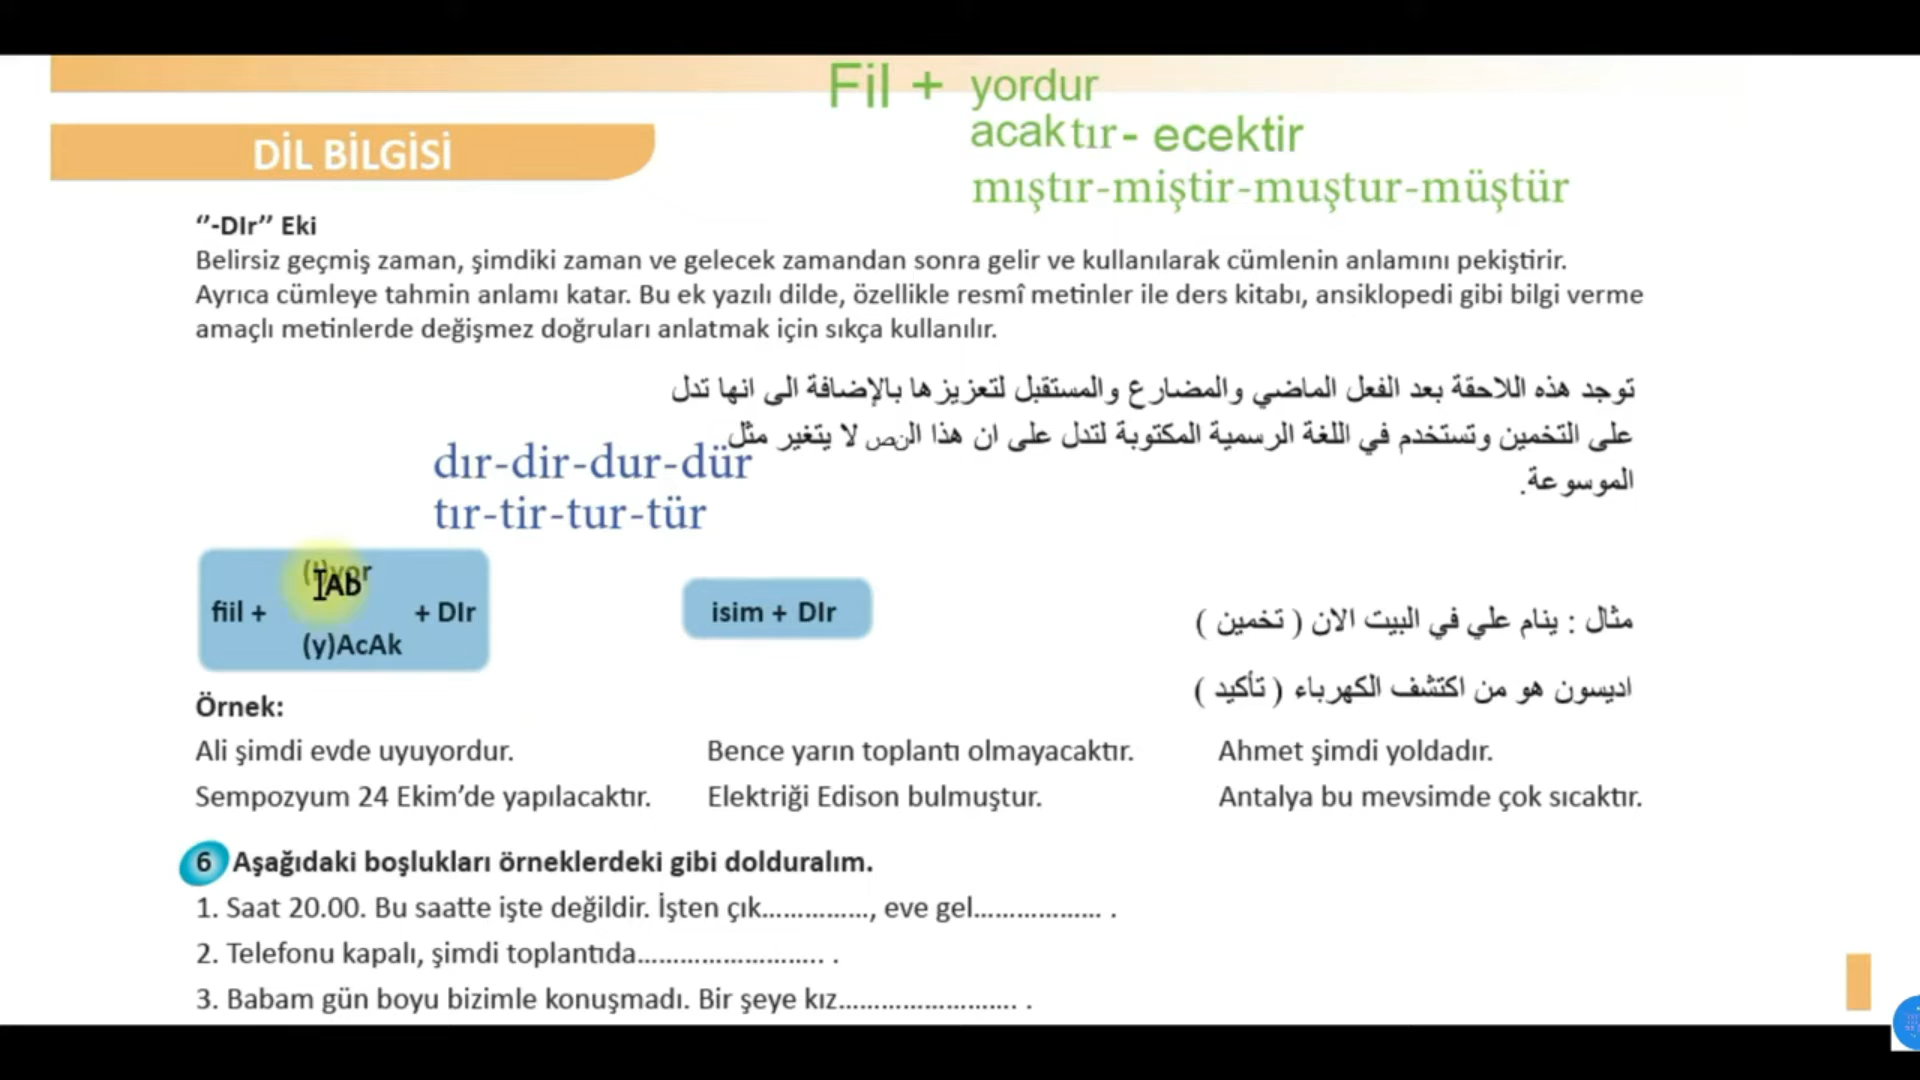 Fil + yordur
acaktır- ecektir
mıştır-miştir-muştur-müştür
DİL BİLGİSİ
‘’-DIr’’ Eki
Belirsiz geçmiş zaman, şimdiki zaman ve gelecek zamandan sonra gelir ve kullanılarak cümlenin anlamını pekiştirir.
Ayrıca cümleye tahmin anlamı katar. Bu ek yazılı dilde, özellikle resmî metinler ile ders kitabı, ansiklopedi gibi bilgi verme
amaçlı metinlerde değişmez doğruları anlatmak için sıkça kullanılır.
توجد هذه اللاحقة بعد الفعل الماضي والمضارع والمستقبل لتعزيزها بالإضافة الى انها تدل
على التخمين وتستخدم في اللغة الرسمية المكتوبة لتدل على ان هذا النص لا يتغير مثل
الموسوعة.
dır-dir-dur-dür
tır-tir-tur-tür
(I)yor
Ab
fiil + + DIr
(y)AcAk
isim + DIr
مثال : ينام علي في البيت الان ( تخمين )
اديسون هو من اكتشف الكهرباء ( تأكيد )
Örnek:
Ali şimdi evde uyuyordur. Bence yarın toplantı olmayacaktır. Ahmet şimdi yoldadır.
Sempozyum 24 Ekim’de yapılacaktır. Elektriği Edison bulmuştur. Antalya bu mevsimde çok sıcaktır.
6 Aşağıdaki boşlukları örneklerdeki gibi dolduralım.
1. Saat 20.00. Bu saatte işte değildir. İşten çık..............., eve gel.................. .
2. Telefonu kapalı, şimdi toplantıda.......................... .
3. Babam gün boyu bizimle konuşmadı. Bir şeye kız......................... .